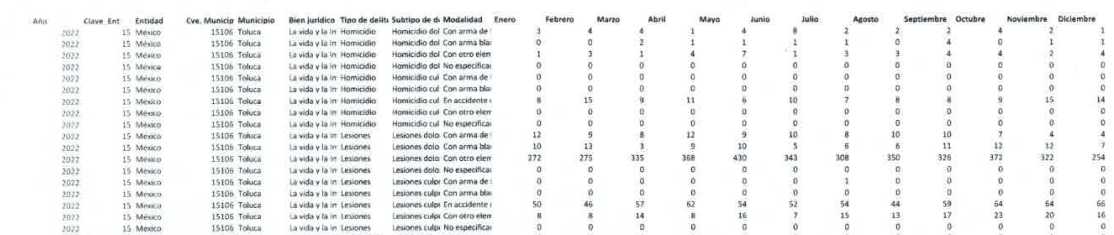 Año Clave_Ent Entidad Cve. Municip Municipio Bien jurídico Tipo de delito Subtipo de de Modalidad Enero Febrero Marzo Abril Mayo Junio Julio Agosto Septiembre Octubre Noviembre Diciembre
2022 15 México 15106 Toluca La vida y la In Homicidio Homicidio dol Con arma de 3 4 4 1 4 8 2 2 2 4 2 1
2022 15 México 15106 Toluca La vida y la In Homicidio Homicidio dol Con arma blan 0 0 2 1 1 1 1 0 4 0 1 1
2022 15 México 15106 Toluca La vida y la In Homicidio Homicidio dol Con otro elem 1 1 1 4 7 1 3 3 4 4 2 4
2022 15 México 15106 Toluca La vida y la In Homicidio Homicidio dol No especificac 0 0 0 0 0 0 0 0 0 0 0 0
2022 15 México 15106 Toluca La vida y la In Homicidio Homicidio cul Con arma de 0 0 0 0 0 0 0 0 0 0 0 0
2022 15 México 15106 Toluca La vida y la In Homicidio Homicidio cul Con arma blan 0 0 0 0 0 0 0 0 0 0 0 0
2022 15 México 15106 Toluca La vida y la In Homicidio Homicidio cul En accidente 8 15 9 11 6 10 7 8 8 9 15 14
2022 15 México 15106 Toluca La vida y la In Homicidio Homicidio cul Con otro elem 0 0 0 0 0 0 0 0 0 0 0 0
2022 15 México 15106 Toluca La vida y la In Homicidio Homicidio cul No especificac 0 0 0 0 0 0 0 0 0 0 0 0
2022 15 México 15106 Toluca La vida y la In Lesiones Lesiones dolo Con arma de 12 9 8 12 9 10 8 10 10 7 4 4
2022 15 México 15106 Toluca La vida y la In Lesiones Lesiones dolo Con arma blan 10 13 3 9 10 5 6 6 11 12 12 7
2022 15 México 15106 Toluca La vida y la In Lesiones Lesiones dolo Con otro elem 272 275 335 368 430 343 308 350 326 372 322 254
2022 15 México 15106 Toluca La vida y la In Lesiones Lesiones dolo No especificac 0 0 0 0 0 0 0 0 0 0 0 0
2022 15 México 15106 Toluca La vida y la In Lesiones Lesiones culpo Con arma de 0 0 0 0 0 0 1 0 0 0 0 0
2022 15 México 15106 Toluca La vida y la In Lesiones Lesiones culpo Con arma blan 0 0 0 0 0 0 0 0 0 0 0 0
2022 15 México 15106 Toluca La vida y la In Lesiones Lesiones culpo En accidente 50 46 57 62 54 52 54 44 59 64 64 66
2022 15 México 15106 Toluca La vida y la In Lesiones Lesiones culpo Con otro elem 8 8 14 8 16 7 15 13 17 23 20 16
2022 15 México 15106 Toluca La vida y la In Lesiones Lesiones culpo No especificac 0 0 0 0 0 0 0 0 0 0 0 0